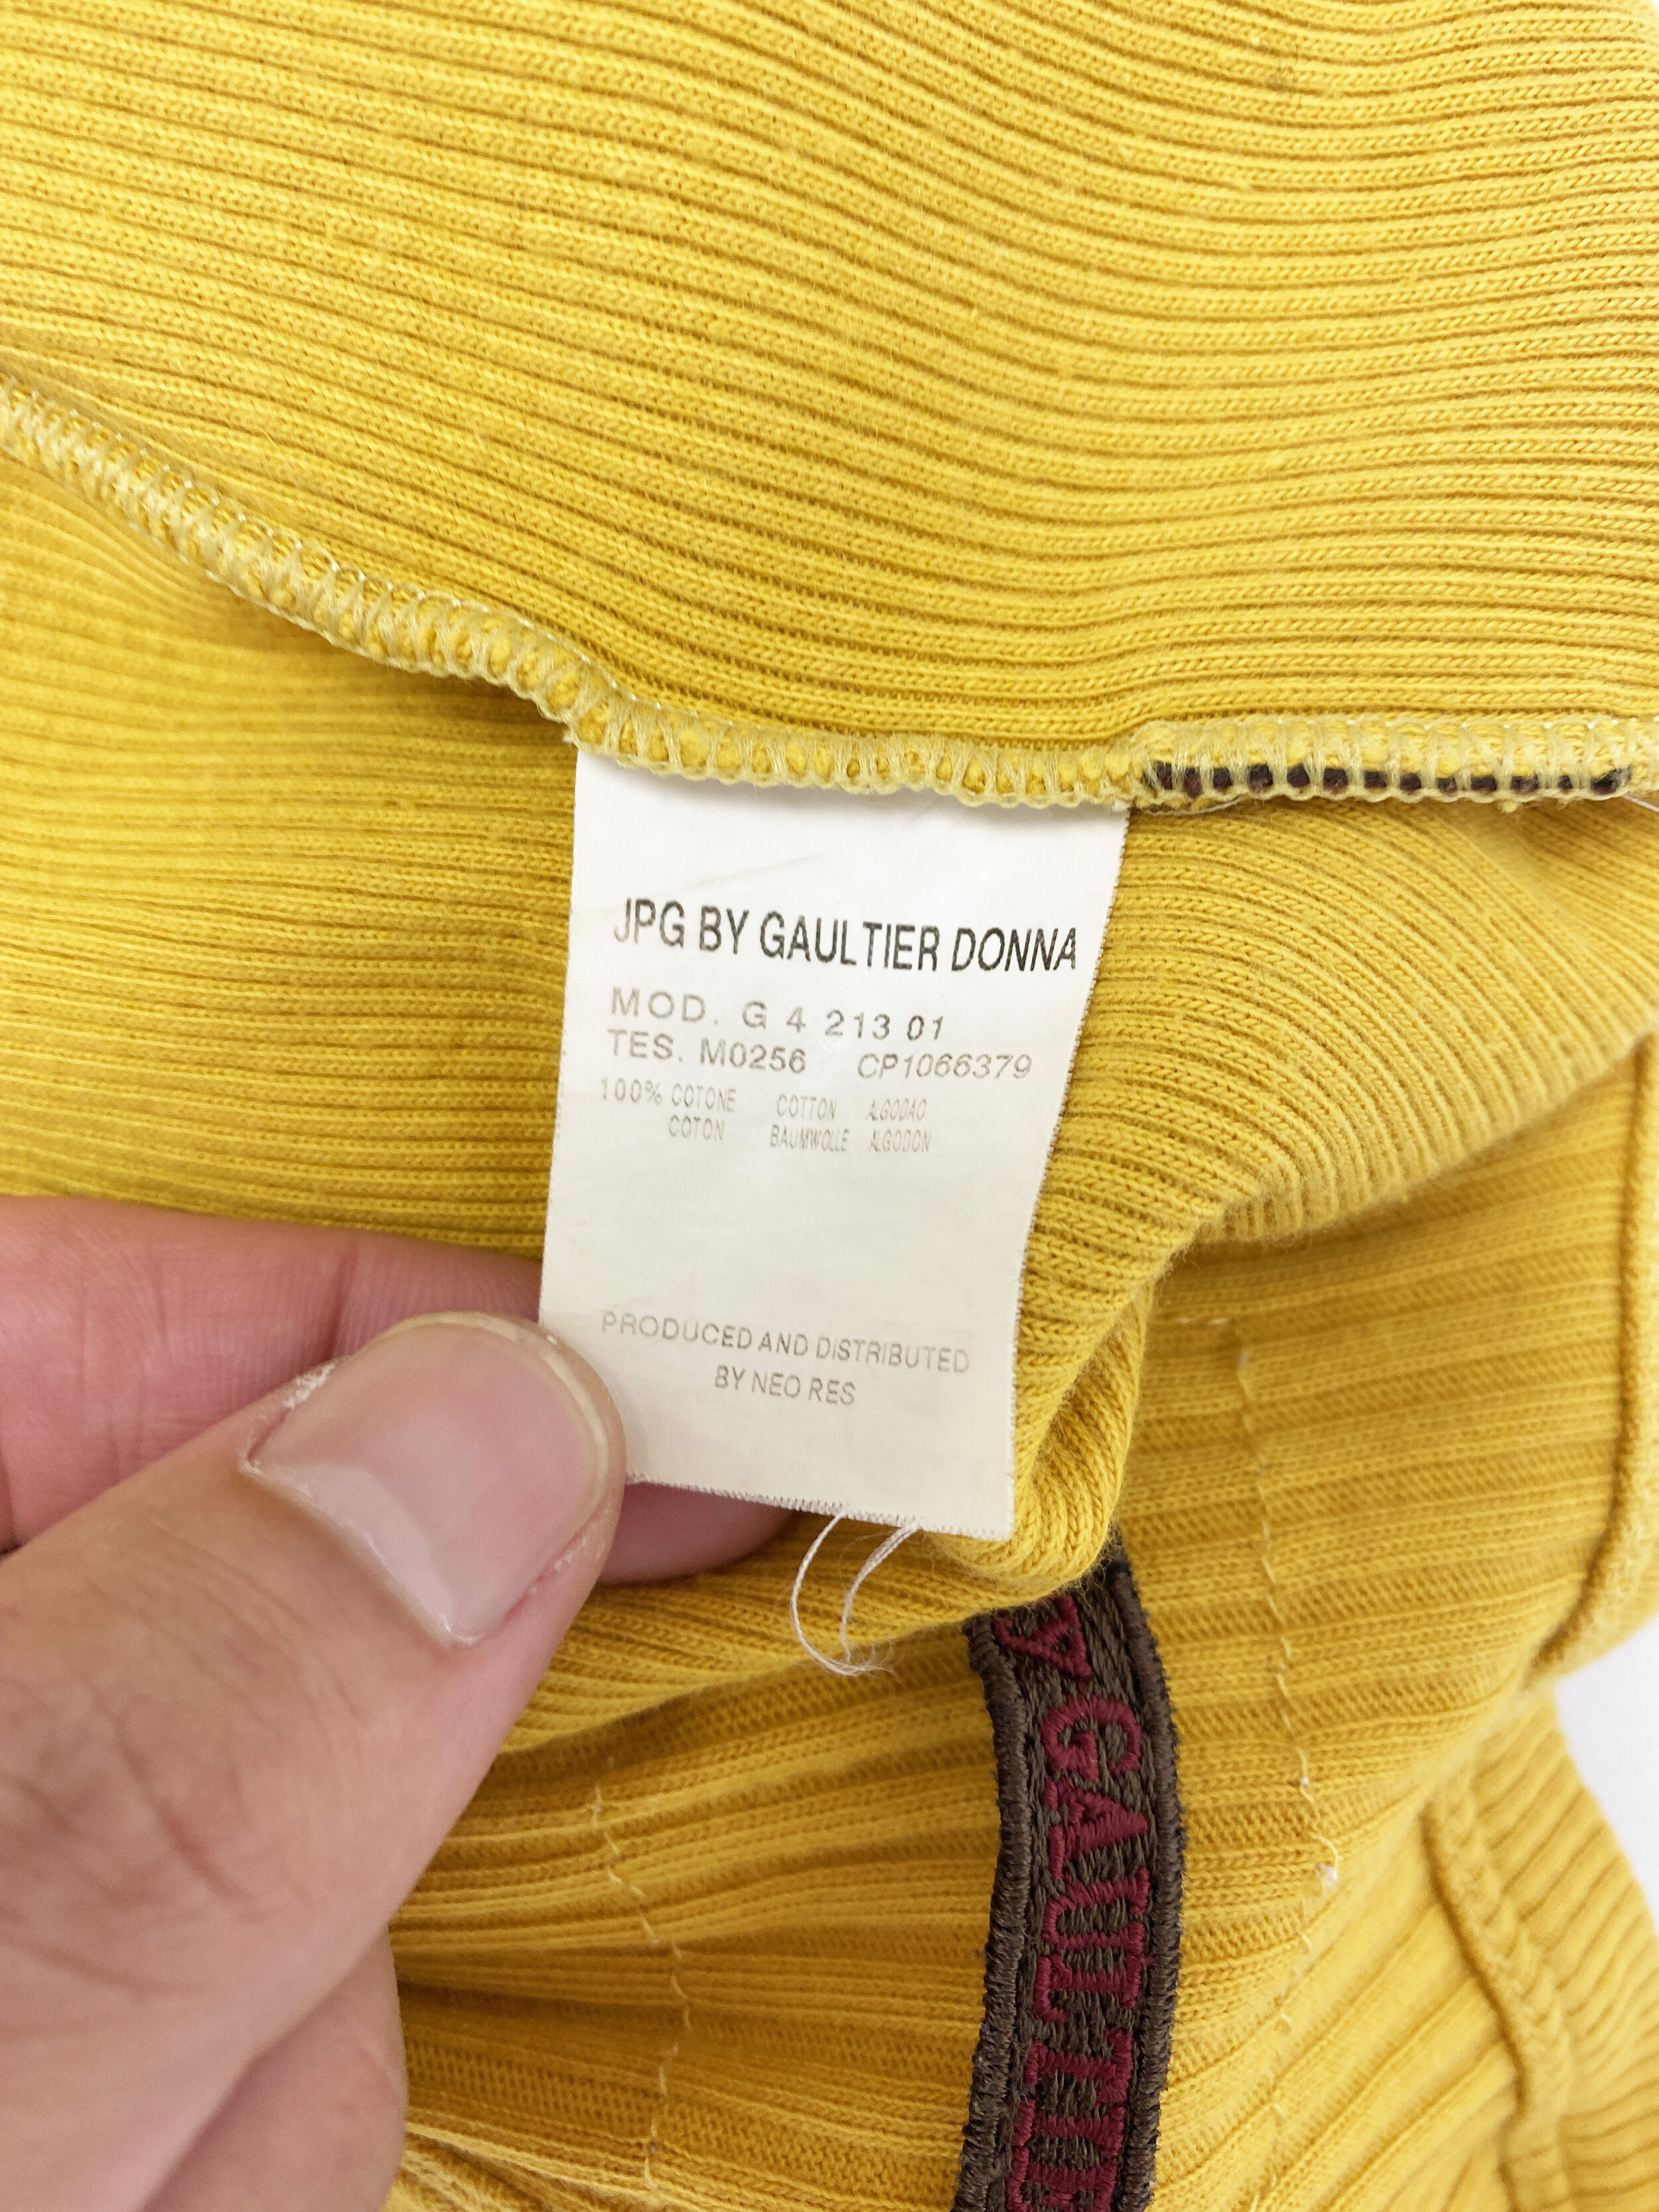 JPG BY GAULTIER DONNA
MOD. G 4 213 01
TES. M0256 CP1066379
100% COTONE COTTON ALGODAO
COTON BAUMWOLLE ALGODON
PRODUCED AND DISTRIBUTED
BY NEO RES
GAULTIE